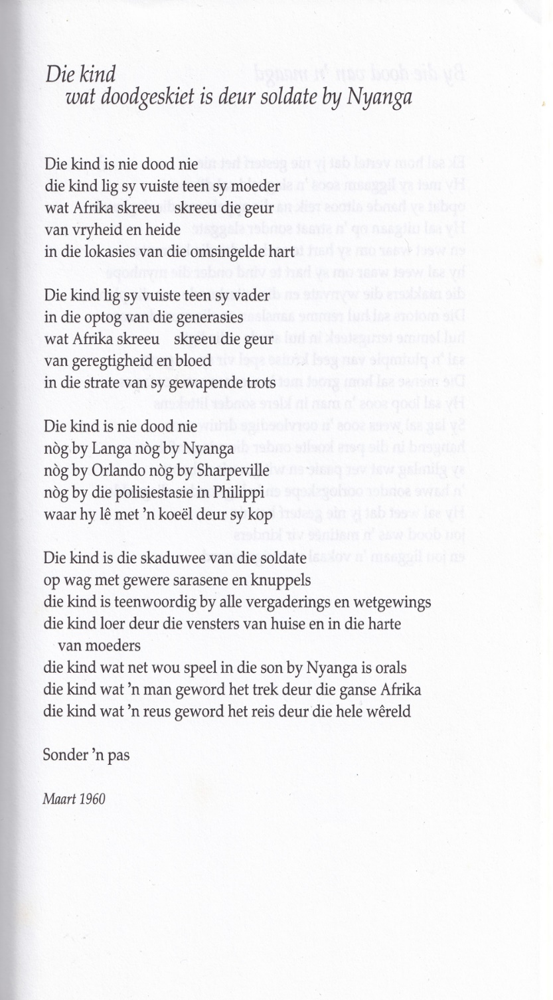 Die kind
wat doodgeskiet is deur soldate by Nyanga
Die kind is nie dood nie
die kind lig sy vuiste teen sy moeder
wat Afrika skreeu skreeu die geur
van vryheid en heide
in die lokasies van die omsingelde hart
Die kind lig sy vuiste teen sy vader
in die optog van die generasies
wat Afrika skreeu skreeu die geur
van geregtigheid en bloed
in die strate van sy gewapende trots
Die kind is nie dood nie
nòg by Langa nòg by Nyanga
nòg by Orlando nòg by Sharpeville
nòg by die polisiestasie in Philippi
waar hy lê met ’n koeël deur sy kop
Die kind is die skaduwee van die soldate
op wag met gewere sarasene en knuppels
die kind is teenwoordig by alle vergaderings en wetgewings
die kind loer deur die vensters van huise en in die harte
van moeders
die kind wat net wou speel in die son by Nyanga is orals
die kind wat ’n man geword het trek deur die ganse Afrika
die kind wat ’n reus geword het reis deur die hele wêreld
Sonder ’n pas
Maart 1960